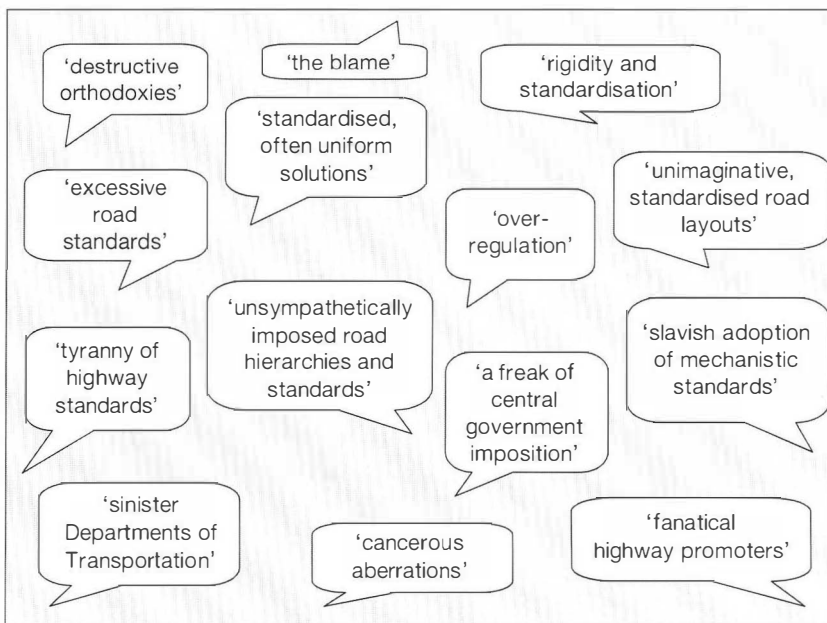 ‘destructive
orthodoxies’
‘the blame’
‘rigidity and
standardisation’
‘standardised,
often uniform
solutions’
‘unimaginative,
standardised road
layouts’
‘excessive
road
standards’
‘over-
regulation’
‘unsympathetically
imposed road
hierarchies and
standards’
‘slavish adoption
of mechanistic
standards’
‘tyranny of
highway
standards’
‘a freak of
central
government
imposition’
‘sinister
Departments of
Transportation’
‘cancerous
aberrations’
‘fanatical
highway promoters’